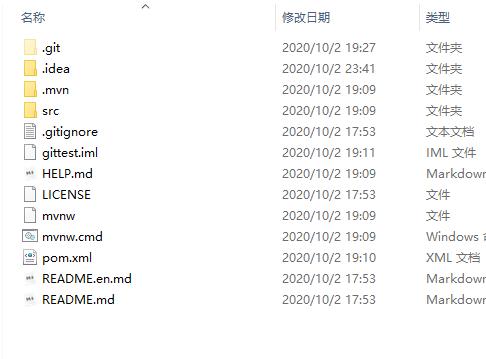 名称 修改日期 类型
.git 2020/10/2 19:27 文件夹
.idea 2020/10/2 23:41 文件夹
.mvn 2020/10/2 19:09 文件夹
src 2020/10/2 19:09 文件夹
.gitignore 2020/10/2 17:53 文本文档
gittest.iml 2020/10/2 19:11 IML 文件
HELP.md 2020/10/2 19:09 Markdown
LICENSE 2020/10/2 17:53 文件
mvnw 2020/10/2 19:09 文件
mvnw.cmd 2020/10/2 19:09 Windows
pom.xml 2020/10/2 19:10 XML 文档
README.en.md 2020/10/2 17:53 Markdown
README.md 2020/10/2 17:53 Markdown